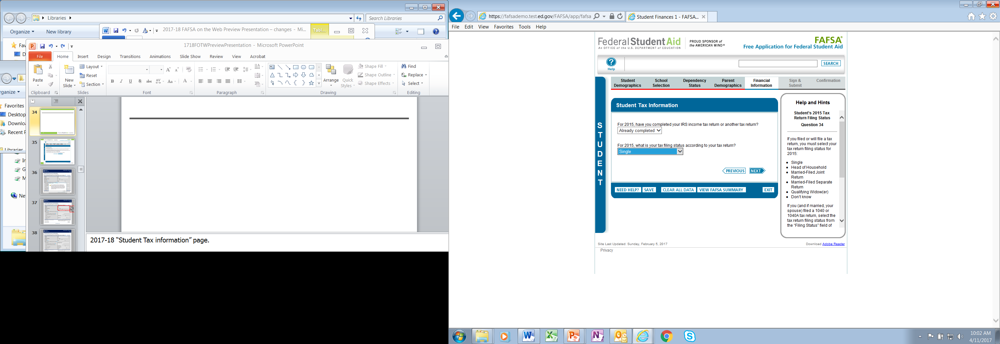 Libraries
Search Libraries
Organize
New library
2017-18 FAFSA on the Web Preview Presentation – changes - Mi...
Tabl...
1718FOTWPreviewPresentation - Microsoft PowerPoint
File
Home
Insert
Design
Transitions
Animations
Slide Show
Review
View
Acrobat
Paste
New
Slide
Layout
Reset
Section
Arrange
Quick
Styles
Shape Fill
Shape Outline
Shape Effects
Find
Replace
Select
Clipboard
Slides
Font
Paragraph
Drawing
Editing
Favorites
Desktop
Libraries
34
35
36
37
38
2017-18 “Student Tax information” page.
https://fafsademo.test.ed.gov/FAFSA/app/fafsa
Student Finances 1 - FAFSA...
File
Edit
View
Favorites
Tools
Help
Federal Student Aid
An OFFICE of the U.S. DEPARTMENT of EDUCATION
PROUD SPONSOR of
the AMERICAN MIND®
FAFSA®
Free Application for Federal Student Aid
Help
SEARCH
Student
Demographics
School
Selection
Dependency
Status
Parent
Demographics
Financial
Information
Sign &
Submit
Confirmation
STUDENT
Student Tax Information
For 2015, have you completed your IRS income tax return or another tax return?
Already completed
For 2015, what is your tax filing status according to your tax return?
Single
PREVIOUS
NEXT
NEED HELP?
SAVE
CLEAR ALL DATA
VIEW FAFSA SUMMARY
EXIT
Help and Hints
Student's 2015 Tax
Return Filing Status
Question 34
If you filed or will file a tax
return, you must select your
tax return filing status for
2015:
● Single
● Head of Household
● Married-Filed Joint
Return
● Married-Filed Separate
Return
● Qualifying Widow(er)
● Don't know
If you (and if married, your
spouse) filed a 1040 or
1040A tax return, select the
tax return filing status from
the “Filing Status” field of
Site Last Updated: Sunday, February 5, 2017
Download Adobe Reader
Privacy
10:02 AM
4/11/2017